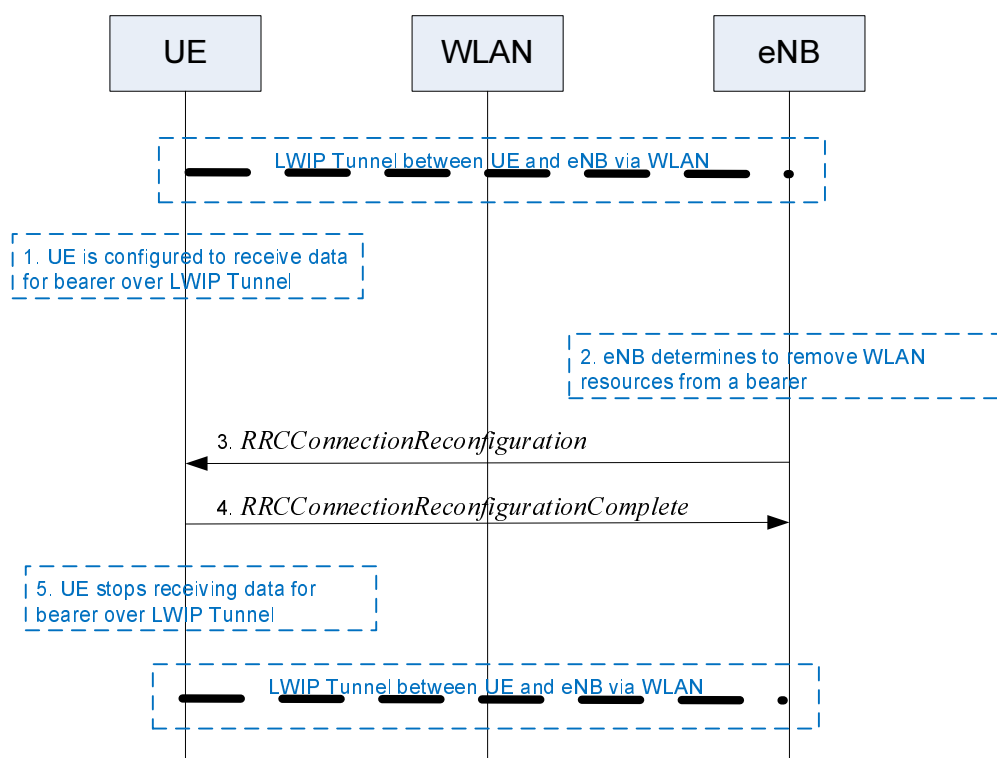 UE
WLAN
eNB
LWIP Tunnel between UE and eNB via WLAN
1. UE is configured to receive data
for bearer over LWIP Tunnel
2. eNB determines to remove WLAN
resources from a bearer
3. RRCConnectionReconfiguration
4. RRCConnectionReconfigurationComplete
5. UE stops receiving data for
bearer over LWIP Tunnel
LWIP Tunnel between UE and eNB via WLAN